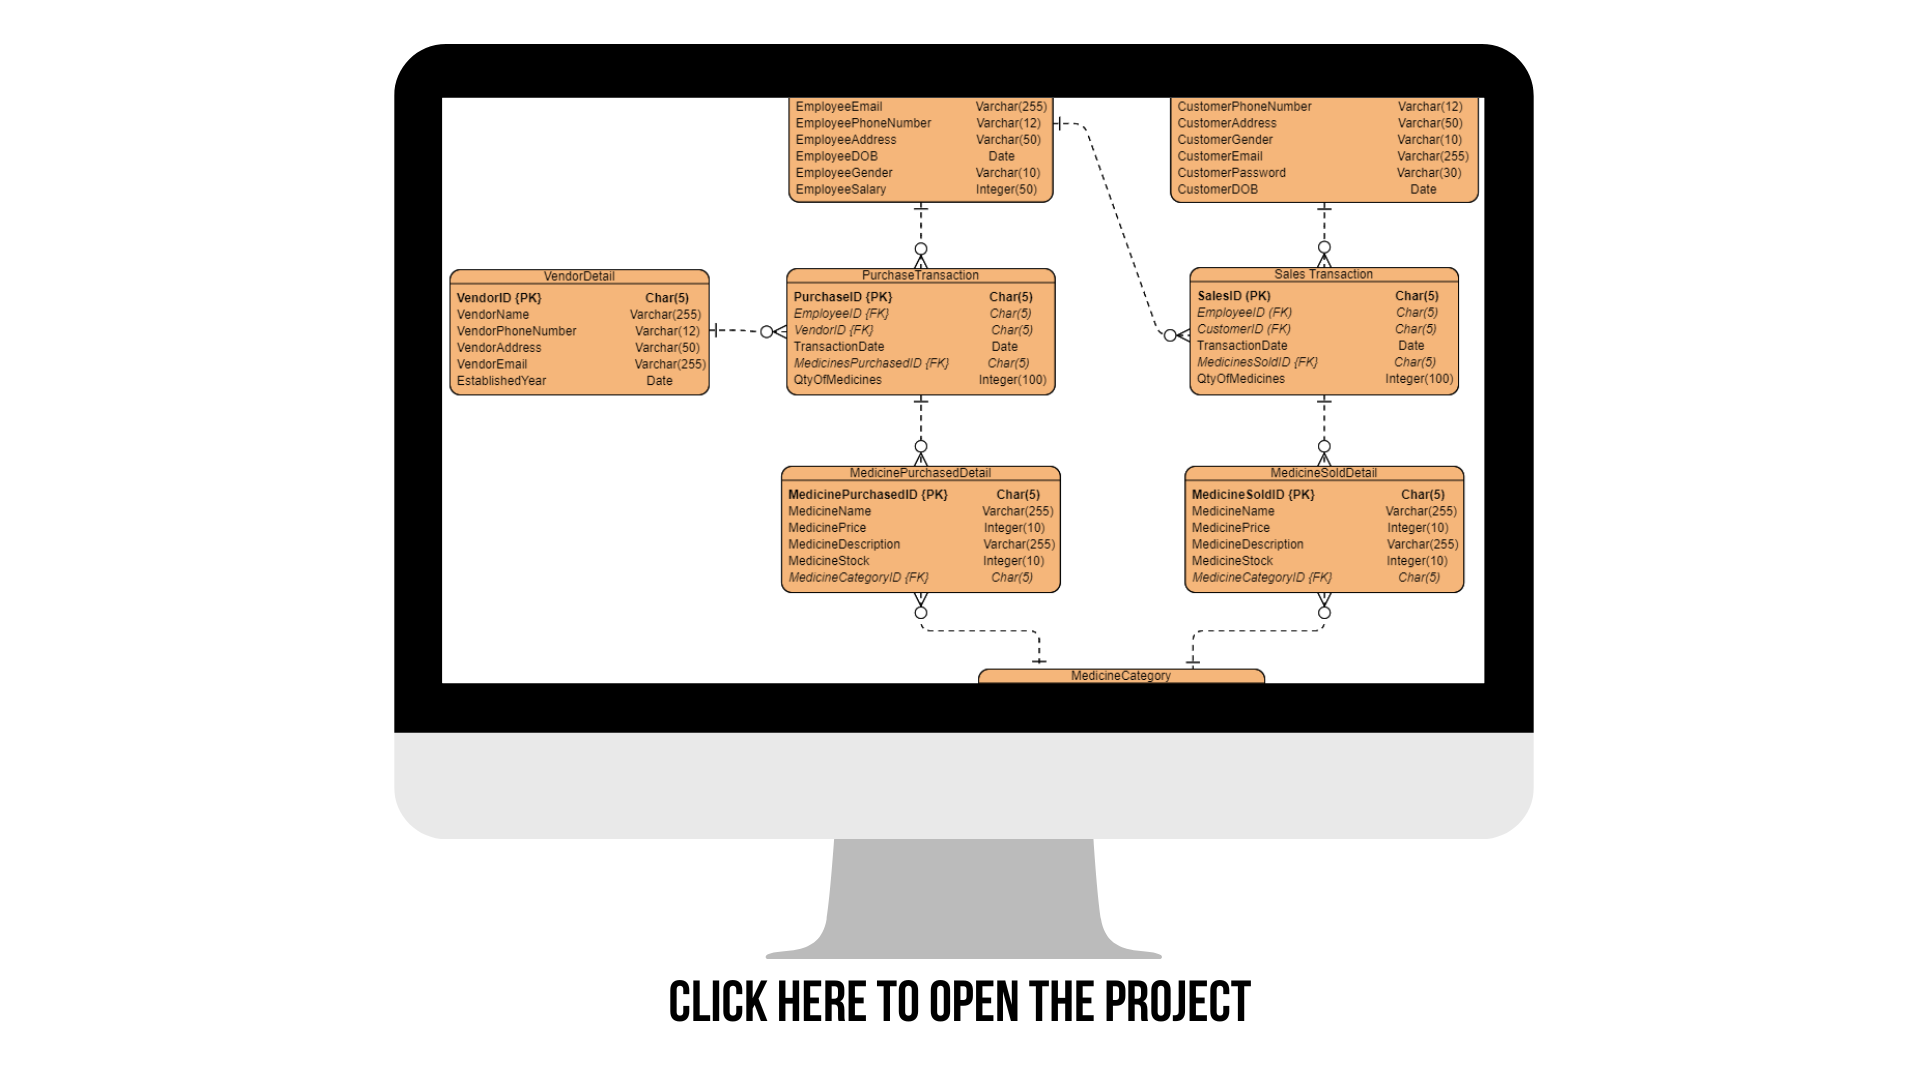 EmployeeEmail Varchar(255)
EmployeePhoneNumber Varchar(12)
EmployeeAddress Varchar(50)
EmployeeDOB Date
EmployeeGender Varchar(10)
EmployeeSalary Integer(50)
CustomerPhoneNumber Varchar(12)
CustomerAddress Varchar(50)
CustomerGender Varchar(10)
CustomerEmail Varchar(255)
CustomerPassword Varchar(30)
CustomerDOB Date
VendorDetail
VendorID {PK} Char(5)
VendorName Varchar(255)
VendorPhoneNumber Varchar(12)
VendorAddress Varchar(50)
VendorEmail Varchar(255)
EstablishedYear Date
PurchaseTransaction
PurchaseID {PK} Char(5)
EmployeeID {FK} Char(5)
VendorID {FK} Char(5)
TransactionDate Date
MedicinesPurchasedID {FK} Char(5)
QtyOfMedicines Integer(100)
Sales Transaction
SalesID (PK) Char(5)
EmployeeID (FK) Char(5)
CustomerID (FK) Char(5)
TransactionDate Date
MedicinesSoldID {FK} Char(5)
QtyOfMedicines Integer(100)
MedicinePurchasedDetail
MedicinePurchasedID {PK} Char(5)
MedicineName Varchar(255)
MedicinePrice Integer(10)
MedicineDescription Varchar(255)
MedicineStock Integer(10)
MedicineCategoryID {FK} Char(5)
MedicineSoldDetail
MedicineSoldID {PK} Char(5)
MedicineName Varchar(255)
MedicinePrice Integer(10)
MedicineDescription Varchar(255)
MedicineStock Integer(10)
MedicineCategoryID {FK} Char(5)
MedicineCategory
CLICK HERE TO OPEN THE PROJECT